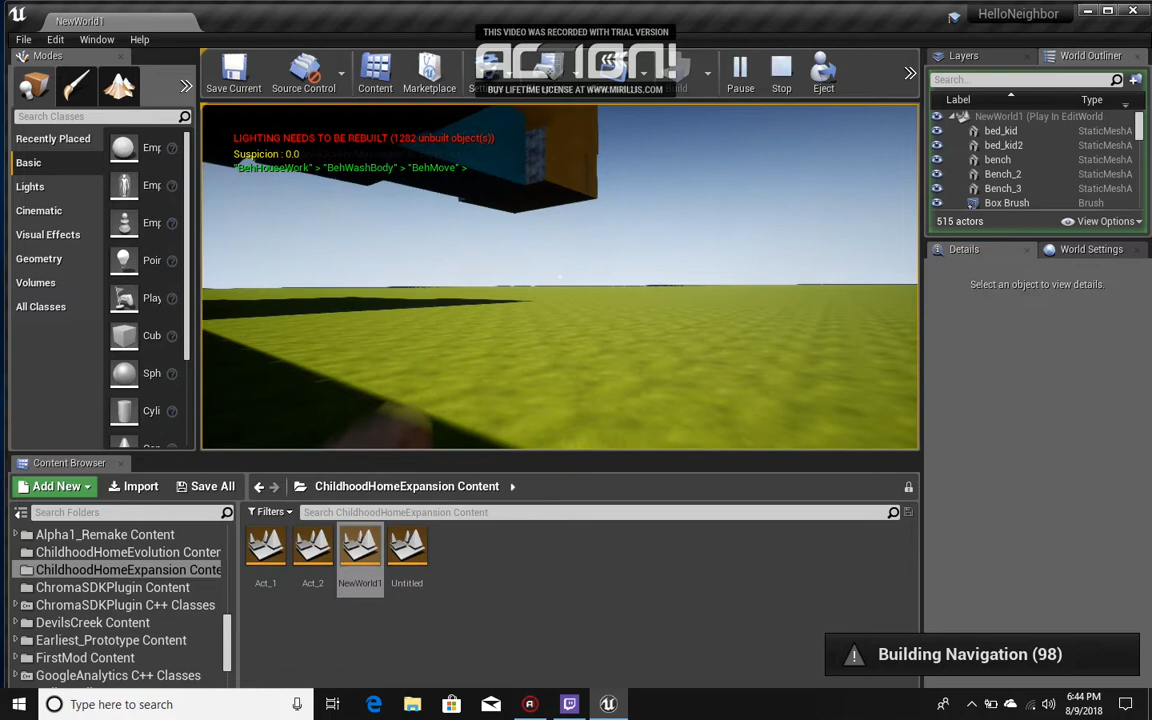 NewWorld1
HelloNeighbor
File Edit Window Help
THIS VIDEO WAS RECORDED WITH TRIAL VERSION
ACTION!
BUY LIFETIME LICENSE AT WWW.MIRILLIS.COM
Modes
Save Current
Source Control
Content
Marketplace
Build
Pause
Stop
Eject
Search Classes
Recently Placed
Basic
Lights
Cinematic
Visual Effects
Geometry
Volumes
All Classes
Emp
Emp
Emp
Poir
Play
Cub
Sph
Cyli
LIGHTING NEEDS TO BE REBUILT (1282 unbuilt object(s))
Suspicion : 0.0
"BehHouseWork" > "BehWashBody" > "BehMove" >
Layers
World Outliner
Search...
Label Type
NewWorld1 (Play In Editor) World
bed_kid StaticMeshA
bed_kid2 StaticMeshA
bench StaticMeshA
Bench_2 StaticMeshA
Bench_3 StaticMeshA
Box Brush Brush
515 actors
View Options
Details
World Settings
Select an object to view details.
Content Browser
Add New Import Save All
ChildhoodHomeExpansion Content
Search Folders
Filters
Search ChildhoodHomeExpansion Content
Alpha1_Remake Content
ChildhoodHomeEvolution Conten
ChildhoodHomeExpansion Conte
ChromaSDKPlugin Content
ChromaSDKPlugin C++ Classes
DevilsCreek Content
Earliest_Prototype Content
FirstMod Content
GoogleAnalytics C++ Classes
Act_1
Act_2
NewWorld1
Untitled
Building Navigation (98)
Type here to search
6:44 PM
8/9/2018